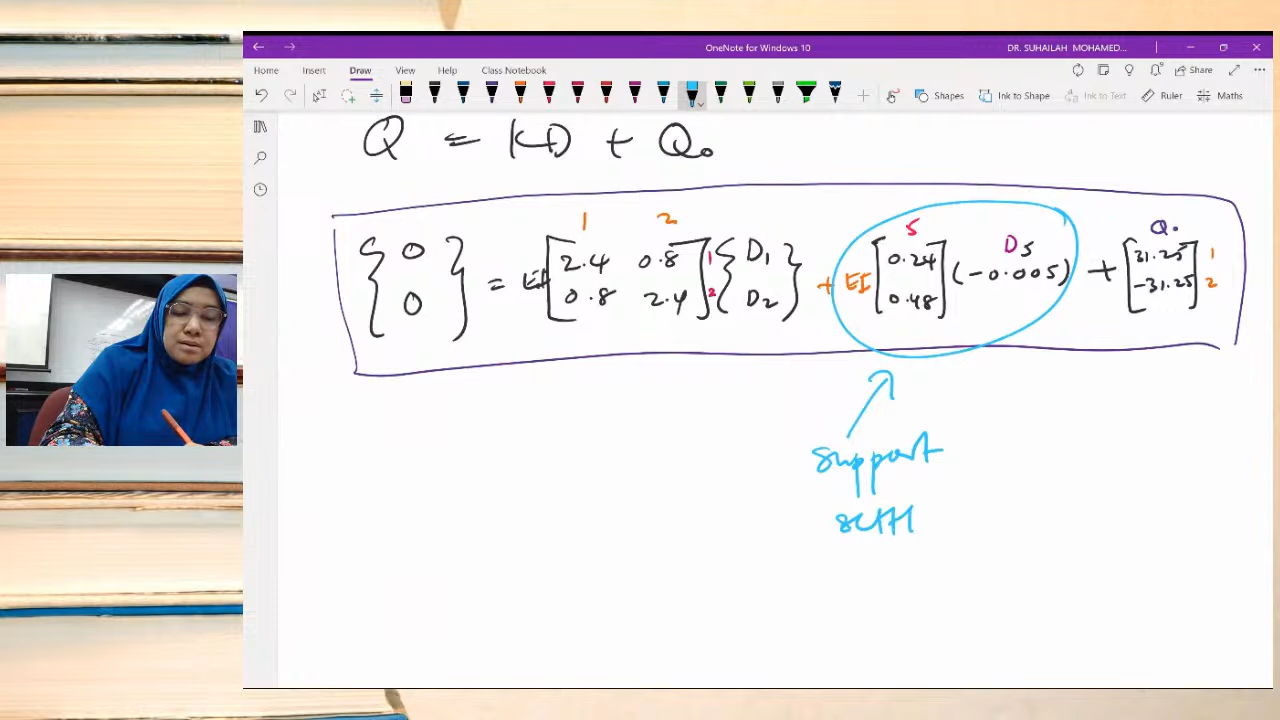 OneNote for Windows 10
DR. SUHAILAH MOHAMED...
Home Insert Draw View Help Class Notebook
Share
Shapes Ink to Shape Ink to Text Ruler Maths
Q = KD + Q₀
1 2 5 D5 Q₀
{0 0} = EI [2.4 0.8 1 {D₁ + EI [0.24 (-0.005) + [31.25 1
0.8 2.4] 2 D₂} 0.48] -31.25] 2
support